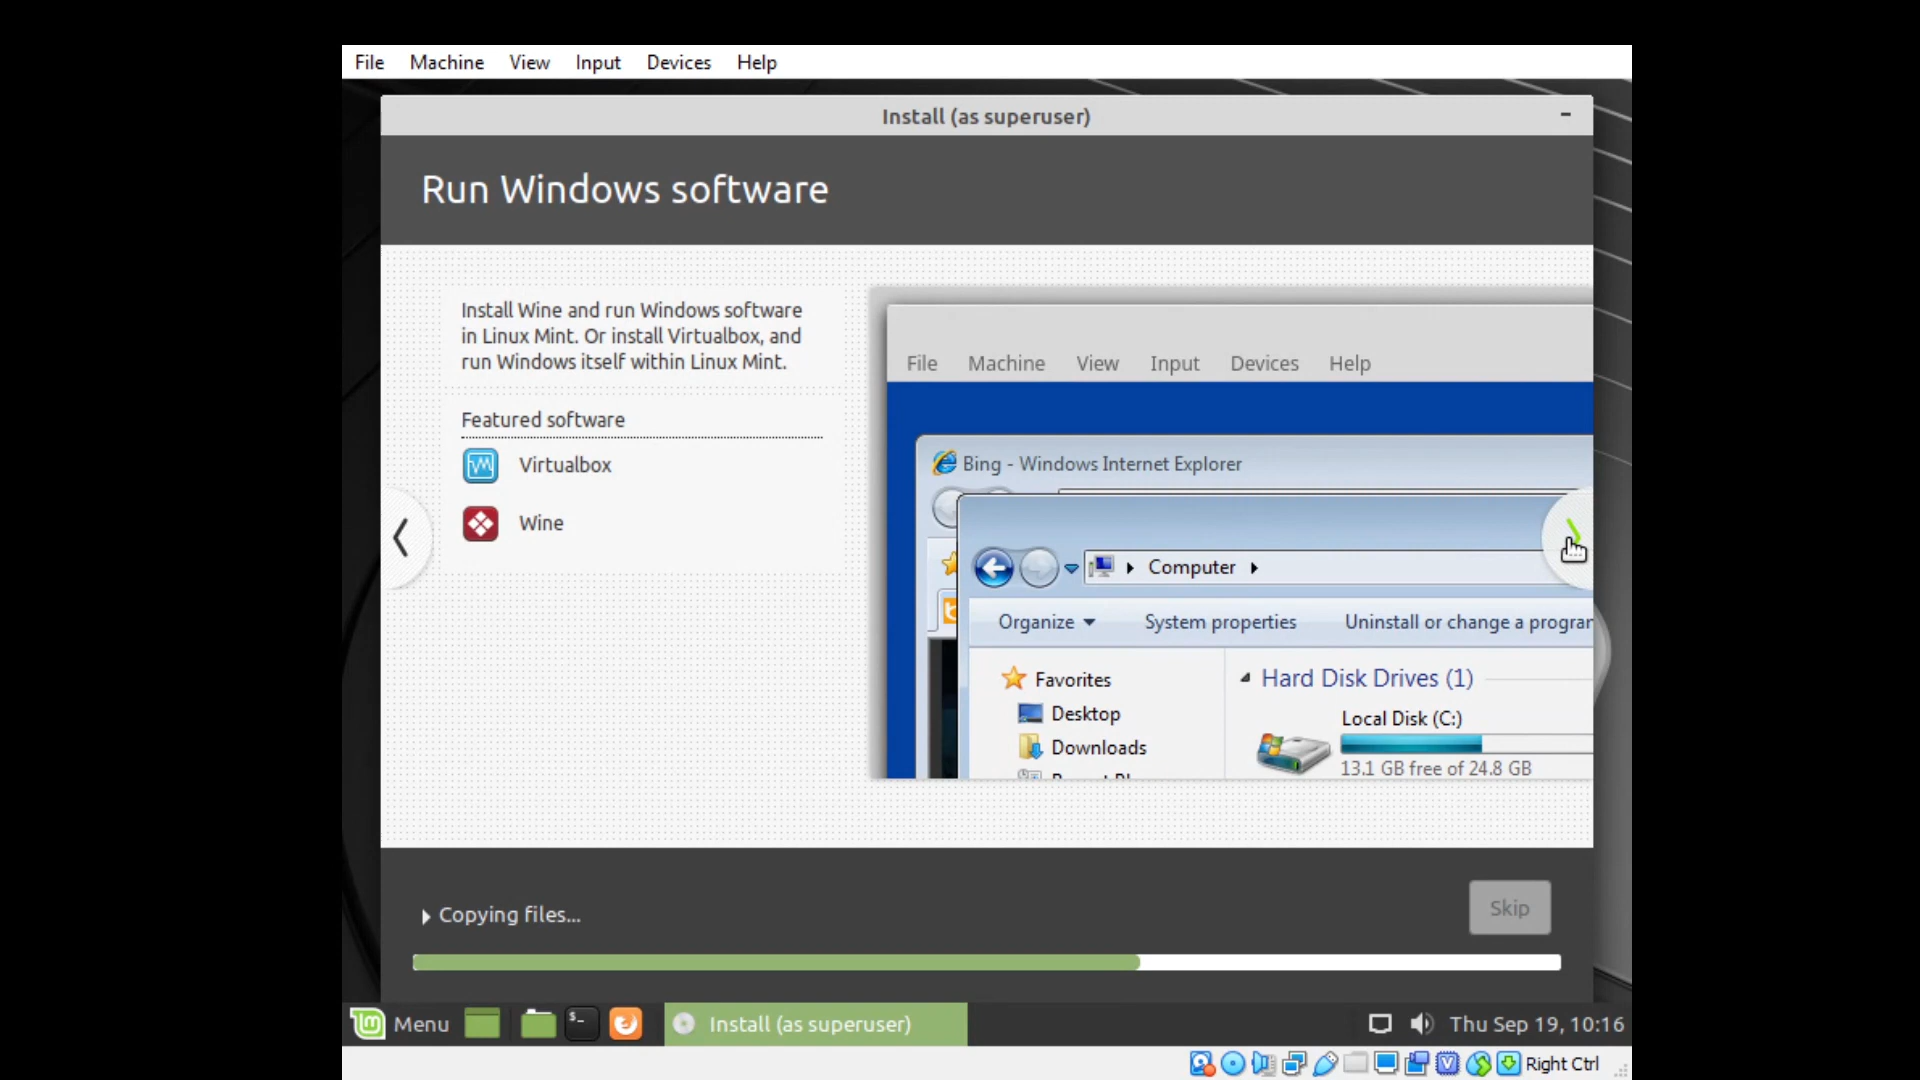 File Machine View Input Devices Help
Install (as superuser)
Run Windows software
Install Wine and run Windows software
in Linux Mint. Or install Virtualbox, and
run Windows itself within Linux Mint.
Featured software
Virtualbox
Wine
File Machine View Input Devices Help
Bing - Windows Internet Explorer
Computer
Organize System properties Uninstall or change a program
Favorites
Desktop
Downloads
Hard Disk Drives (1)
Local Disk (C:)
13.1 GB free of 24.8 GB
Copying files...
Skip
Menu
Install (as superuser)
Thu Sep 19, 10:16
Right Ctrl